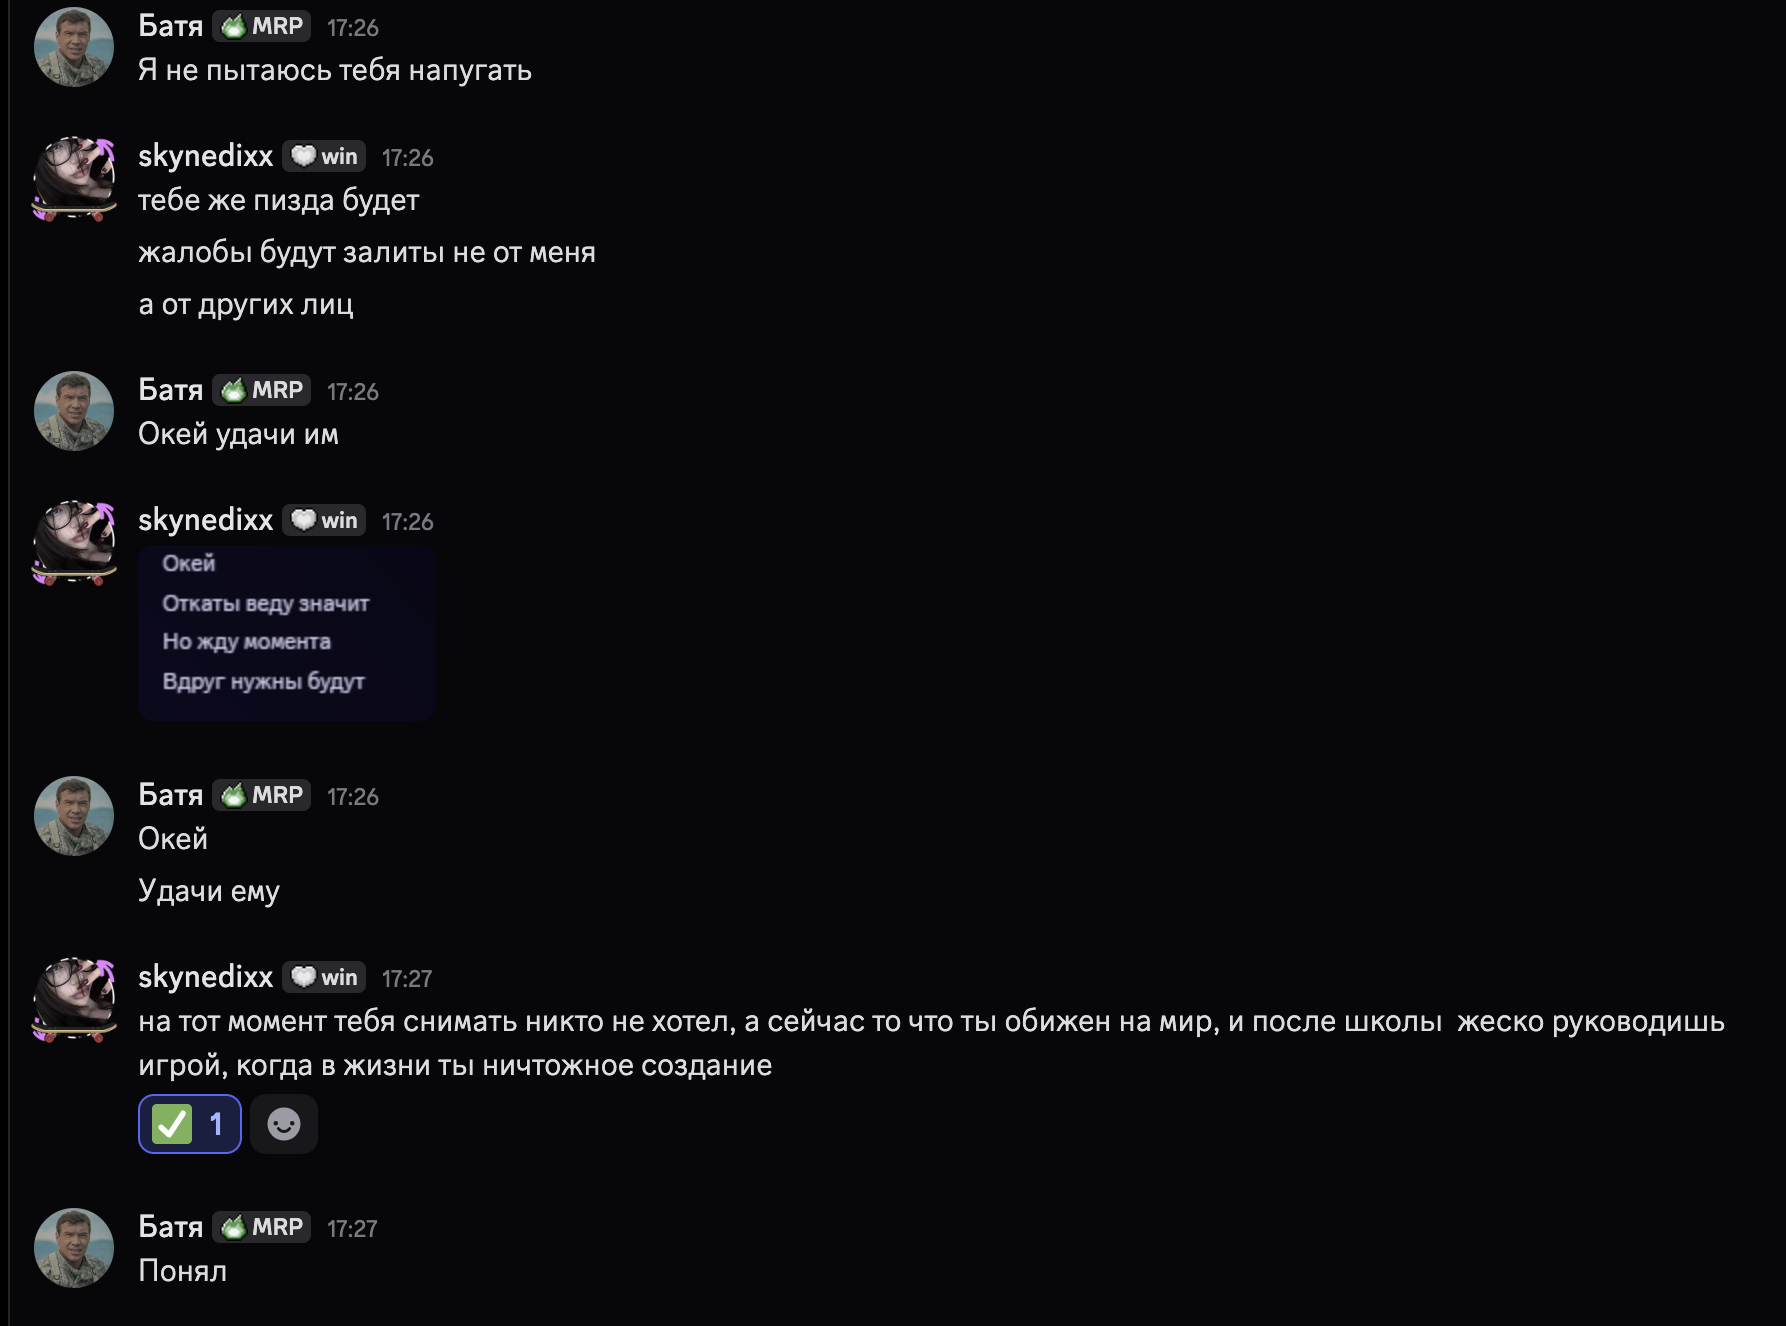 Батя MRP 17:26
Я не пытаюсь тебя напугать
skynedixx win 17:26
тебе же пизда будет
жалобы будут залиты не от меня
а от других лиц
Батя MRP 17:26
Окей удачи им
skynedixx win 17:26
Окей
Откаты веду значит
Но жду момента
Вдруг нужны будут
Батя MRP 17:26
Окей
Удачи ему
skynedixx win 17:27
на тот момент тебя снимать никто не хотел, а сейчас то что ты обижен на мир, и после школы  жеско руководишь
игрой, когда в жизни ты ничтожное создание
1
Батя MRP 17:27
Понял